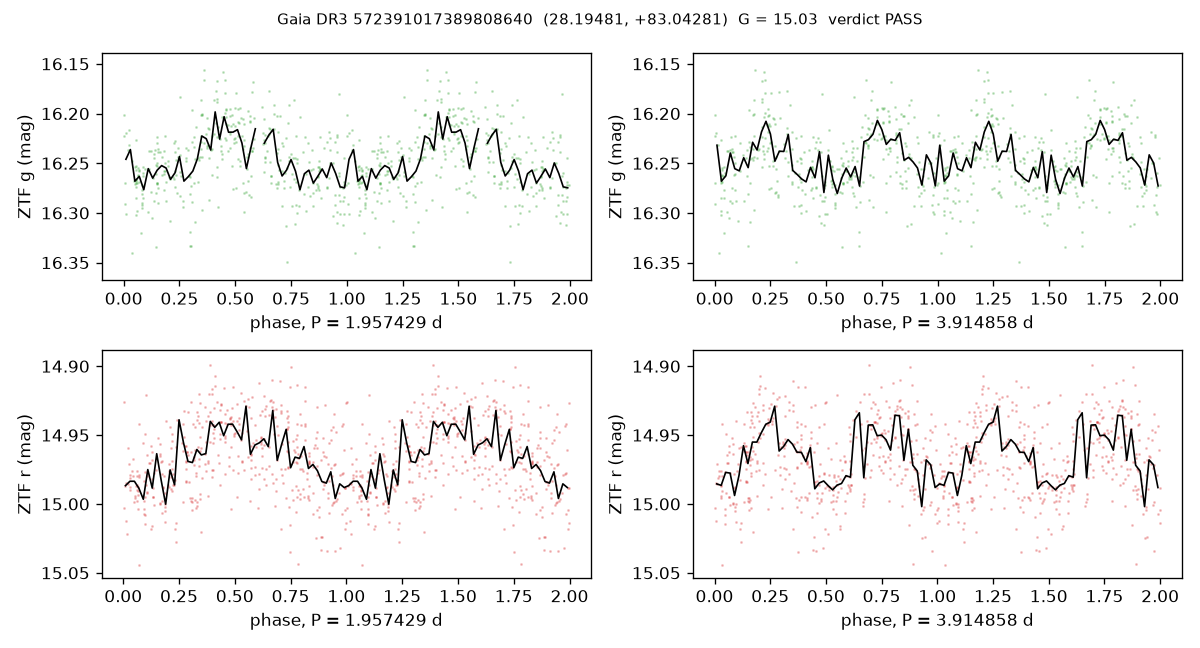 Gaia DR3 572391017389808640 (28.19481, +83.04281) G = 15.03 verdict PASS
16.15
16.20
16.25
16.30
16.35
ZTF g (mag)
0.00 0.25 0.50 0.75 1.00 1.25 1.50 1.75 2.00
phase, P = 1.957429 d
16.15
16.20
16.25
16.30
16.35
ZTF g (mag)
0.00 0.25 0.50 0.75 1.00 1.25 1.50 1.75 2.00
phase, P = 3.914858 d
14.90
14.95
15.00
15.05
ZTF r (mag)
0.00 0.25 0.50 0.75 1.00 1.25 1.50 1.75 2.00
phase, P = 1.957429 d
14.90
14.95
15.00
15.05
ZTF r (mag)
0.00 0.25 0.50 0.75 1.00 1.25 1.50 1.75 2.00
phase, P = 3.914858 d